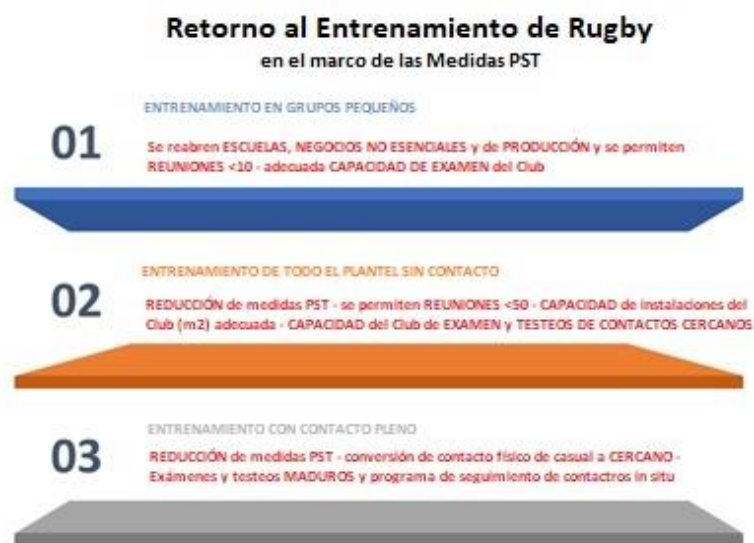 Retorno al Entrenamiento de Rugby
en el marco de las Medidas PST
ENTRENAMIENTO EN GRUPOS PEQUEÑOS
01
Se reabren ESCUELAS, NEGOCIOS NO ESENCIALES y de PRODUCCIÓN y se permiten
REUNIONES <10 - adecuada CAPACIDAD DE EXAMEN del Club
ENTRENAMIENTO DE TODO EL PLANTEL SIN CONTACTO
02
REDUCCIÓN de medidas PST - se permiten REUNIONES <50 - CAPACIDAD de instalaciones del
Club (m2) adecuada - CAPACIDAD del Club de EXAMEN y TESTEOS DE CONTACTOS CERCANOS
ENTRENAMIENTO CON CONTACTO PLENO
03
REDUCCIÓN de medidas PST - conversión de contacto físico de casual a CERCANO -
Exámenes y testeos MADUROS y programa de seguimiento de contactros in situ